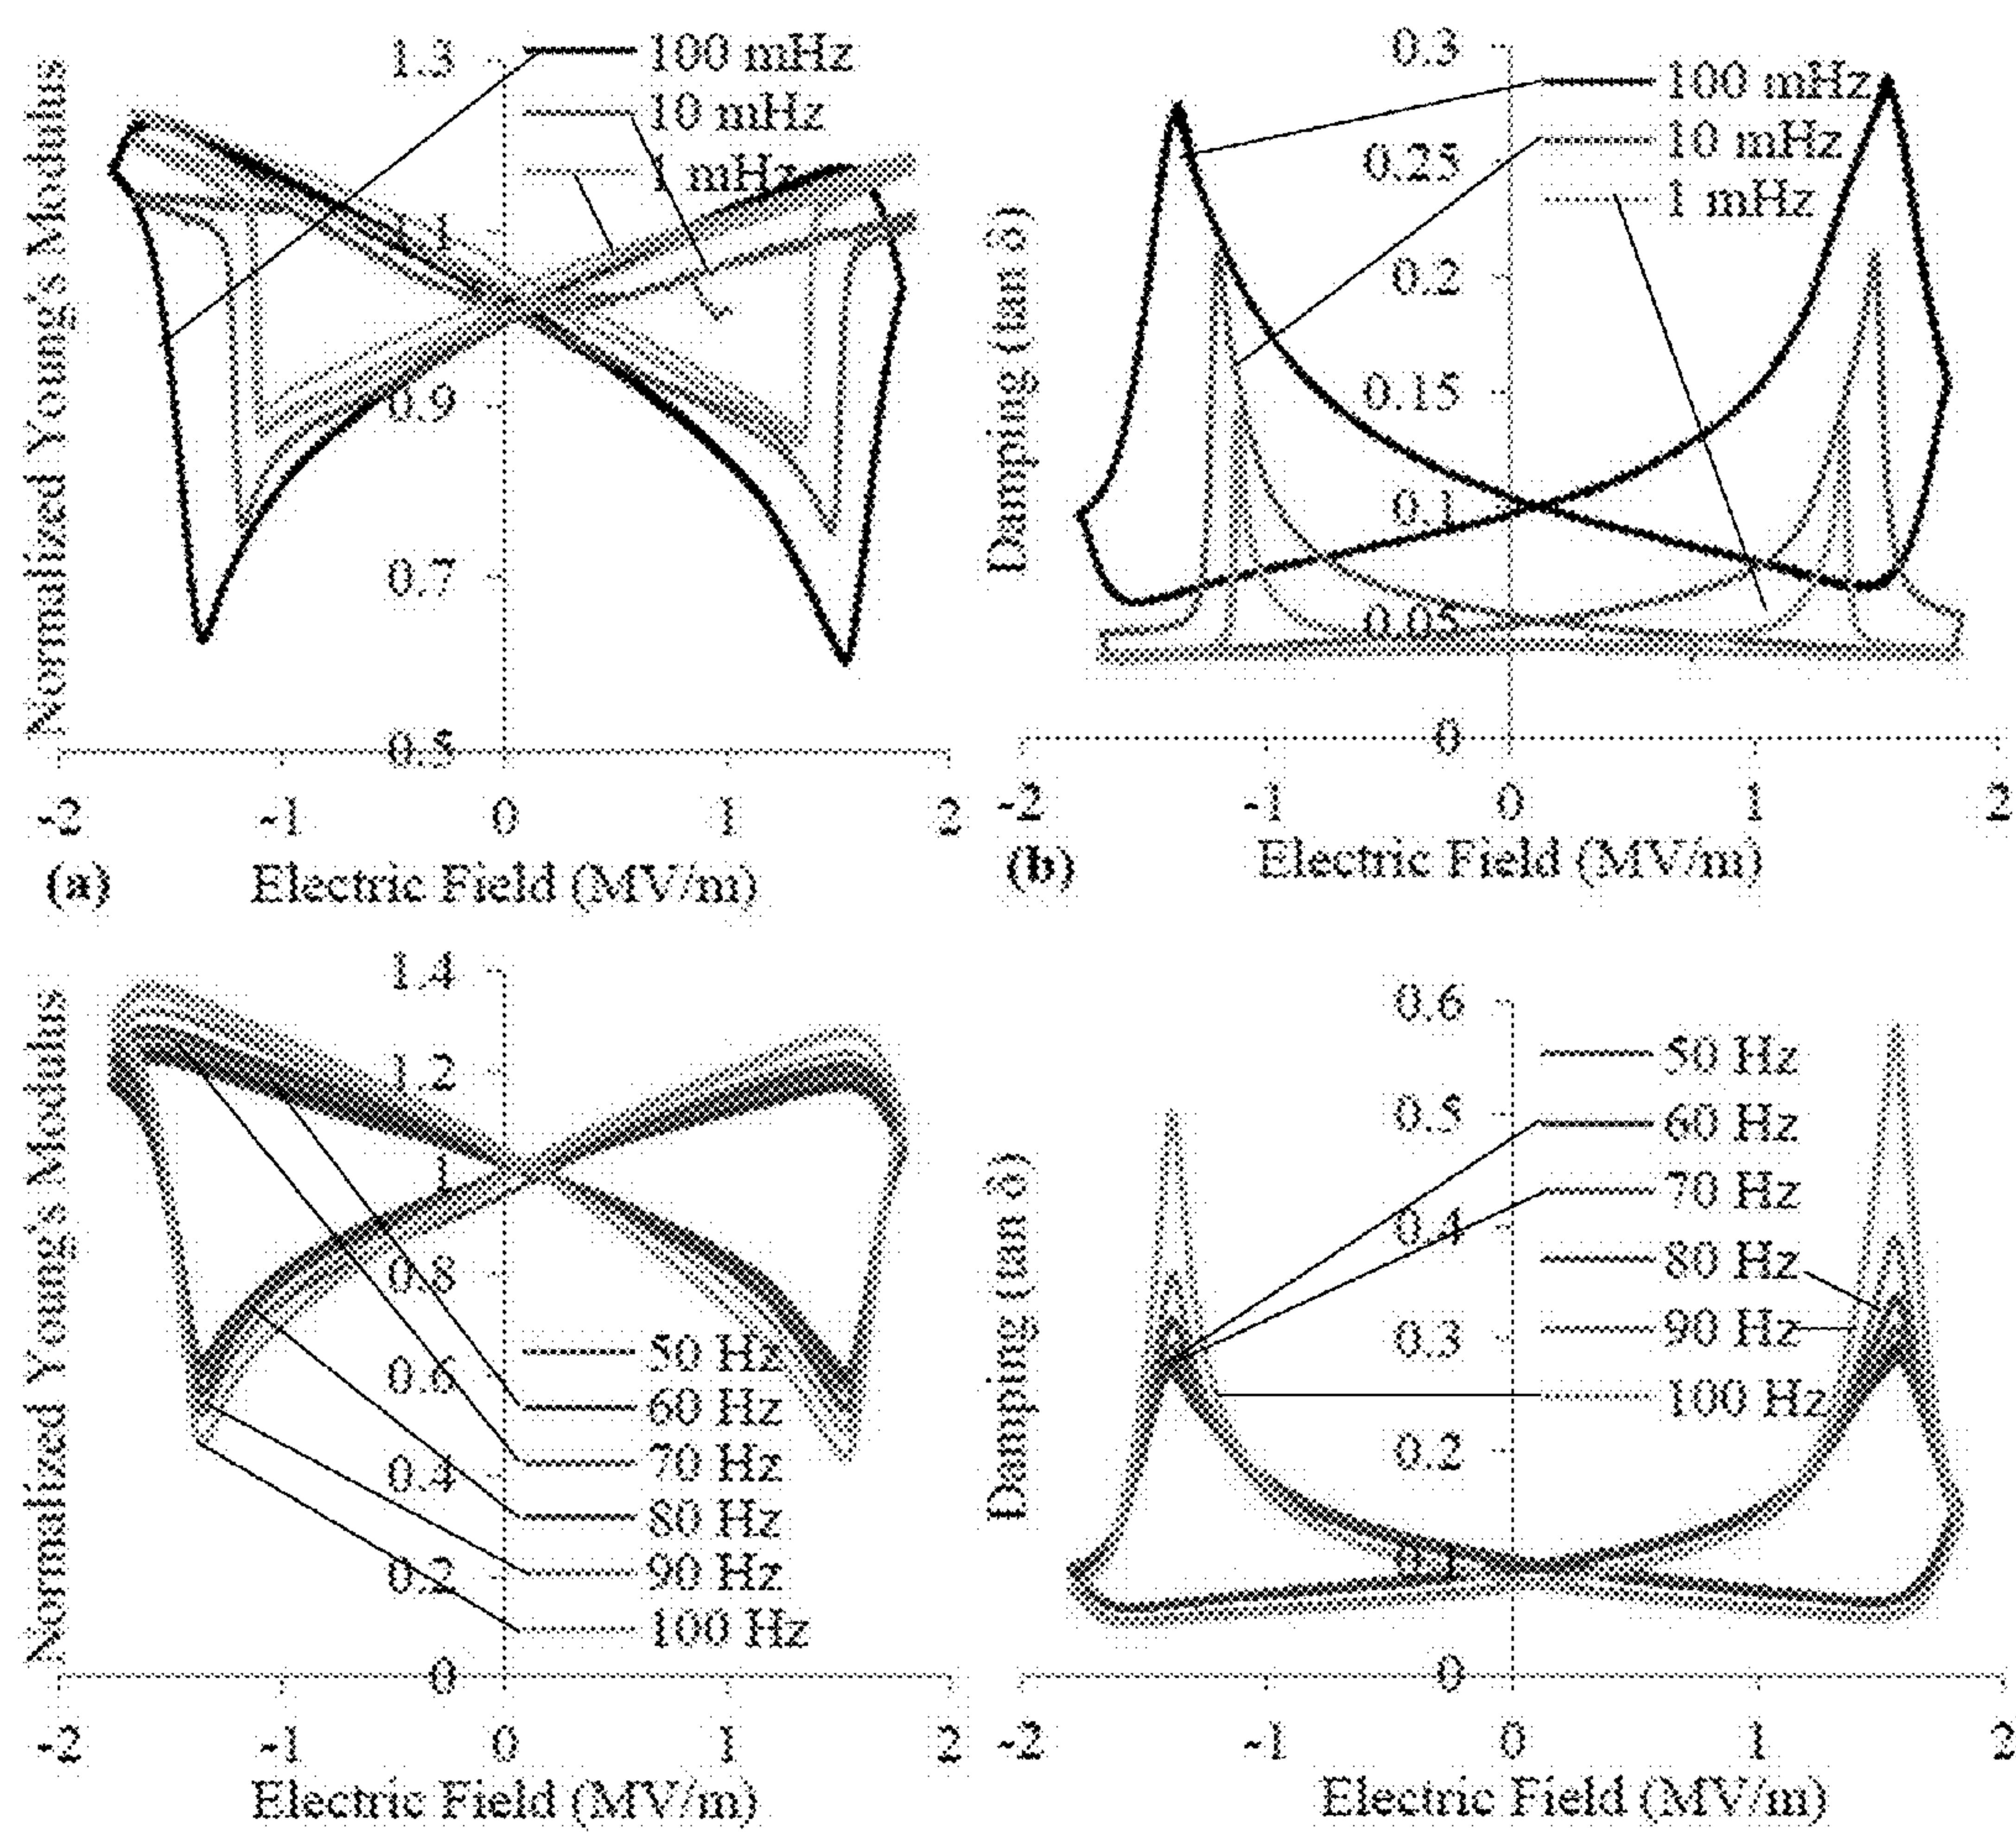 Normalized Young's Modulus
1.3
1.1
0.9
0.7
0.5
100 mHz
10 mHz
1 mHz
-2
-1
0
1
2
(a)
Electric Field (MV/m)
Damping (tan δ)
0.3
0.25
0.2
0.15
0.1
0.05
0
100 mHz
10 mHz
1 mHz
-2
-1
0
1
2
(b)
Electric Field (MV/m)
Normalized Young's Modulus
1.4
1.2
1
0.8
0.6
0.4
0.2
0
50 Hz
60 Hz
70 Hz
80 Hz
90 Hz
100 Hz
-2
-1
0
1
2
Electric Field (MV/m)
Damping (tan δ)
0.6
0.5
0.4
0.3
0.2
0.1
0
50 Hz
60 Hz
70 Hz
80 Hz
90 Hz
100 Hz
-2
-1
0
1
2
Electric Field (MV/m)